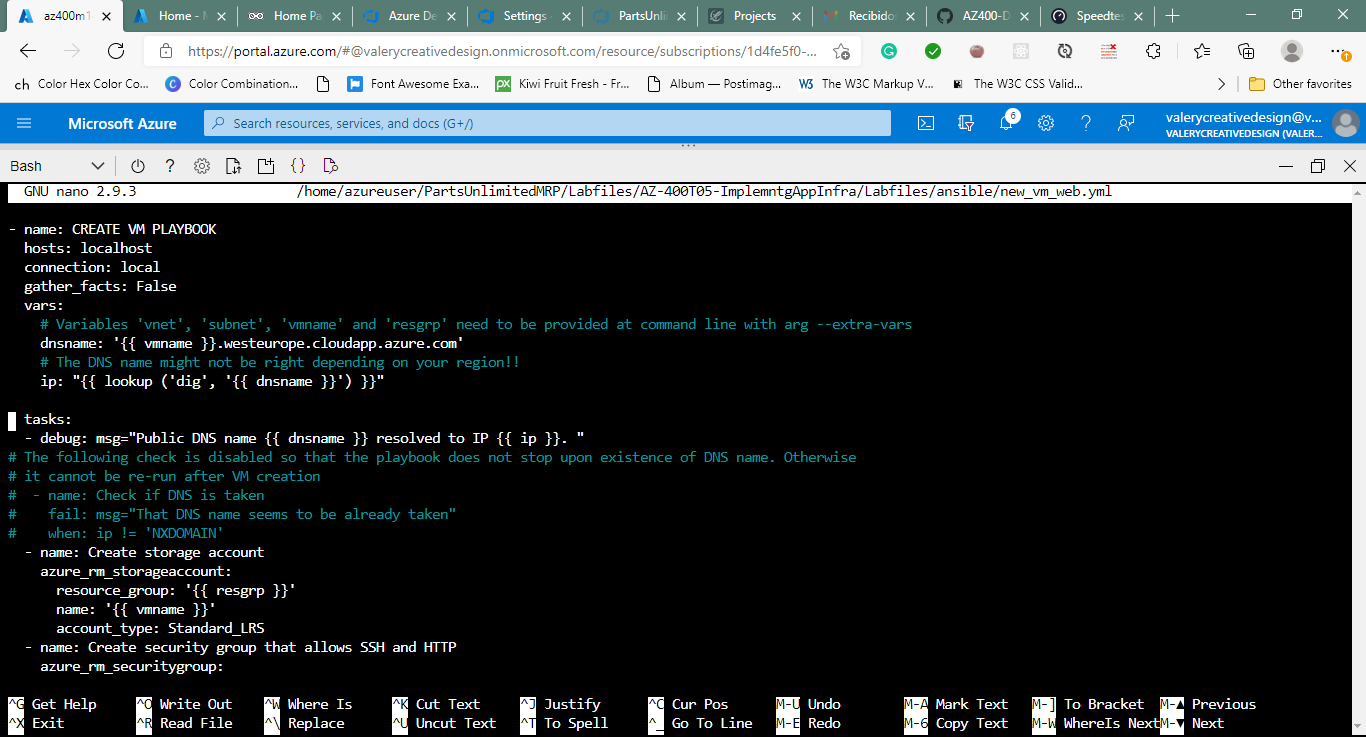 az400m1
Home - M
Home Pa
Azure De
Settings
PartsUnli
Projects
Recibidos
AZ400-D
Speedtes
https://portal.azure.com/#@valerycreativedesign.onmicrosoft.com/resource/subscriptions/1d4fe5f0-...
ch Color Hex Color Co...
C Color Combination...
Font Awesome Exa...
px Kiwi Fruit Fresh - Fr...
Album — Postimag...
W3 The W3C Markup V...
The W3C CSS Valid...
Other favorites
Microsoft Azure
Search resources, services, and docs (G+/)
6
valerycreativedesign@v...
VALERYCREATIVEDESIGN (VALER...
Bash
GNU nano 2.9.3 /home/azureuser/PartsUnlimitedMRP/Labfiles/AZ-400T05-ImplemntgAppInfra/Labfiles/ansible/new_vm_web.yml
- name: CREATE VM PLAYBOOK
hosts: localhost
connection: local
gather_facts: False
vars:
# Variables 'vnet', 'subnet', 'vmname' and 'resgrp' need to be provided at command line with arg --extra-vars
dnsname: '{{ vmname }}.westeurope.cloudapp.azure.com'
# The DNS name might not be right depending on your region!!
ip: "{{ lookup ('dig', '{{ dnsname }}') }}"
tasks:
- debug: msg="Public DNS name {{ dnsname }} resolved to IP {{ ip }}. "
# The following check is disabled so that the playbook does not stop upon existence of DNS name. Otherwise
# it cannot be re-run after VM creation
# - name: Check if DNS is taken
# fail: msg="That DNS name seems to be already taken"
# when: ip != 'NXDOMAIN'
- name: Create storage account
azure_rm_storageaccount:
resource_group: '{{ resgrp }}'
name: '{{ vmname }}'
account_type: Standard_LRS
- name: Create security group that allows SSH and HTTP
azure_rm_securitygroup:
^G Get Help ^O Write Out ^W Where Is ^K Cut Text ^J Justify ^C Cur Pos M-U Undo M-A Mark Text M-] To Bracket M-▲ Previous
^X Exit ^R Read File ^\ Replace ^U Uncut Text ^T To Spell ^_ Go To Line M-E Redo M-6 Copy Text M-W WhereIs Next M-▼ Next